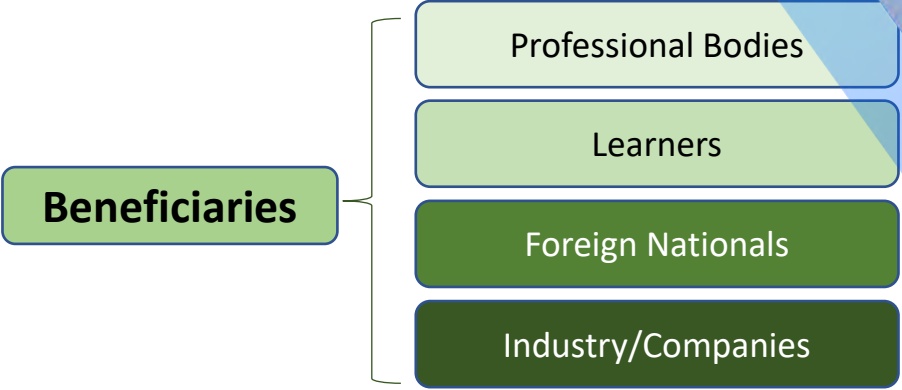 Professional Bodies
Learners
Beneficiaries
Foreign Nationals
Industry/Companies